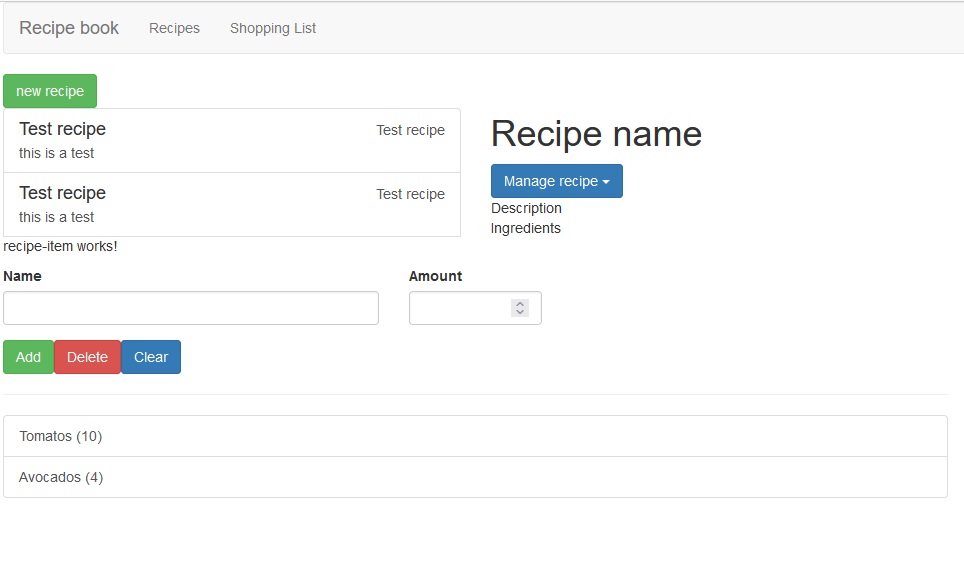 Recipe book Recipes Shopping List
new recipe
Test recipe Test recipe
this is a test
Test recipe Test recipe
this is a test
recipe-item works!
Recipe name
Manage recipe
Description
Ingredients
Name Amount
Add Delete Clear
Tomatos (10)
Avocados (4)